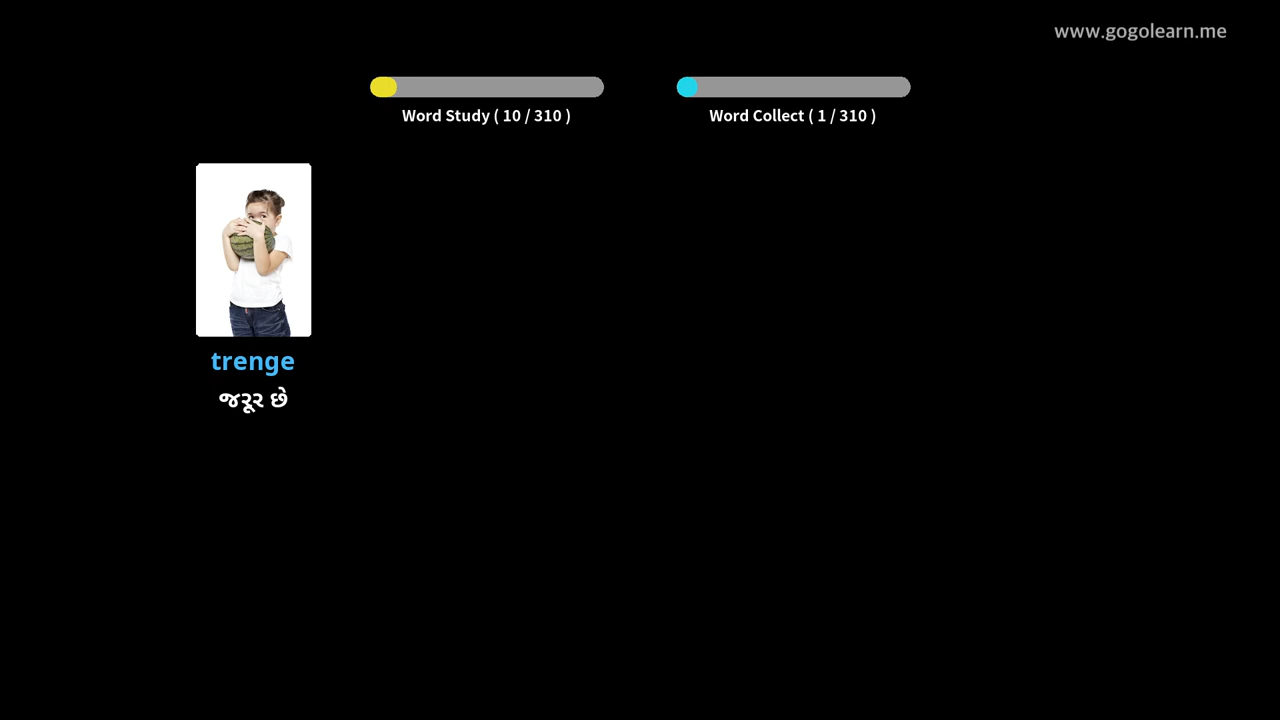 www.gogolearn.me
Word Study ( 10 / 310 )
Word Collect ( 1 / 310 )
trenge
જરૂર છે